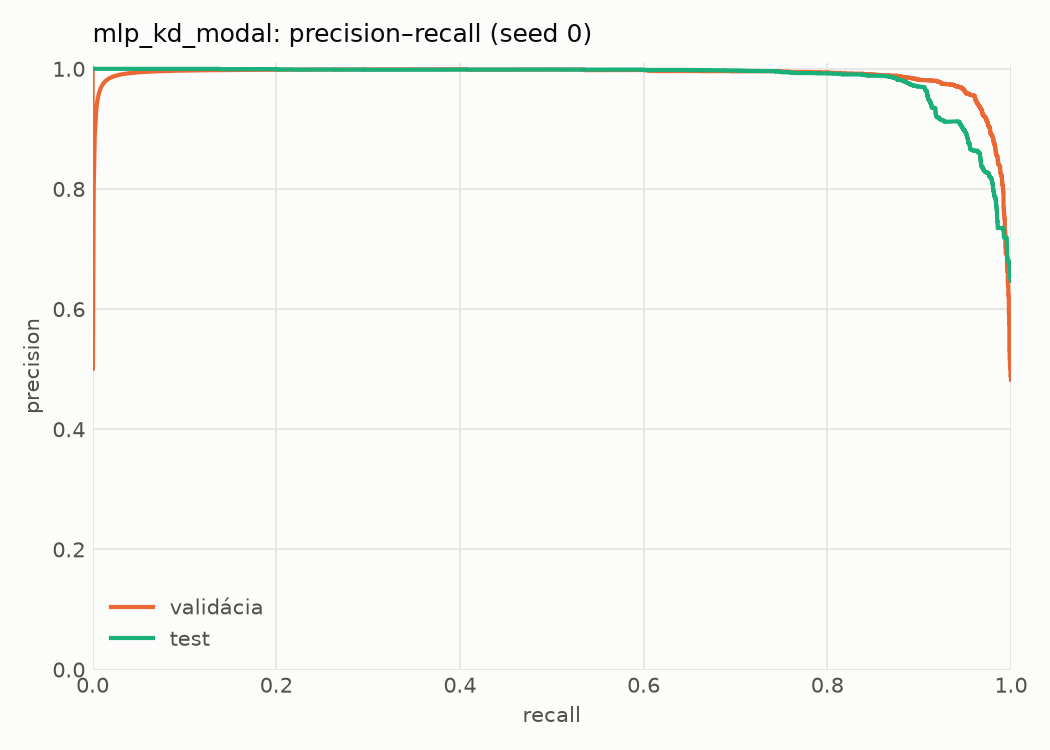 mlp_kd_modal: precision–recall (seed 0)
1.0
0.8
0.6
0.4
0.2
0.0
precision
validácia
test
0.0 0.2 0.4 0.6 0.8 1.0
recall